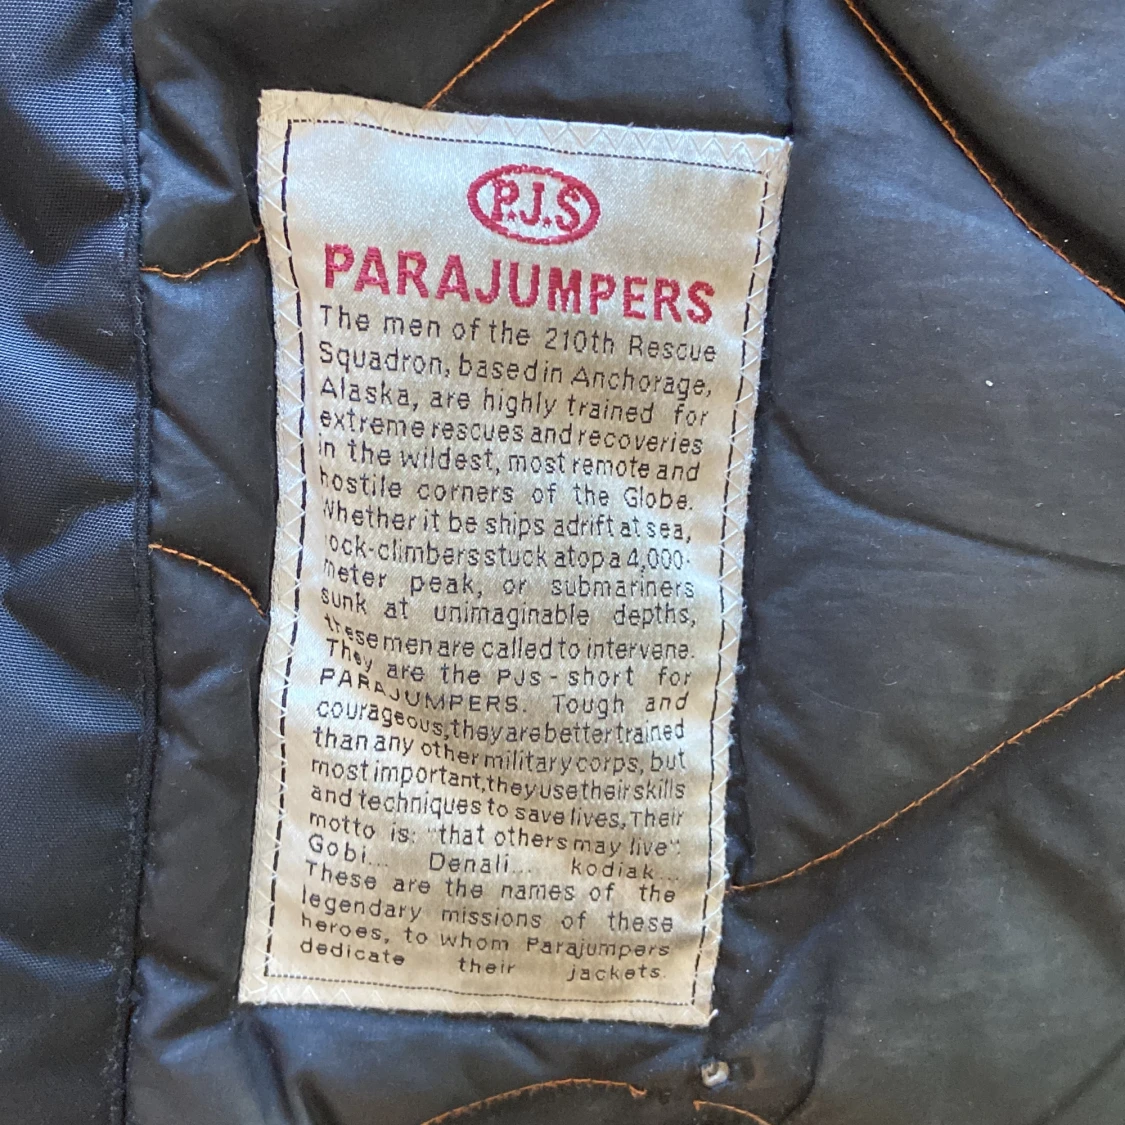 P.J.S
PARAJUMPERS
The men of the 210th Rescue
Squadron, based in Anchorage,
Alaska, are highly trained for
extreme rescues and recoveries
in the wildest, most remote and
hostile corners of the Globe.
Whether it be ships adrift at sea,
rock-climbers stuck atop a 4,000-
meter peak, or submariners
sunk at unimaginable depths,
these men are called to intervene.
They are the PJs - short for
PARAJUMPERS. Tough and
courageous, they are better trained
than any other military corps, but
most important, they use their skills
and techniques to save lives, Their
motto is: "that others may live".
Gobi... Denali... kodiak...
These are the names of the
legendary missions of these
heroes, to whom Parajumpers
dedicate their jackets.